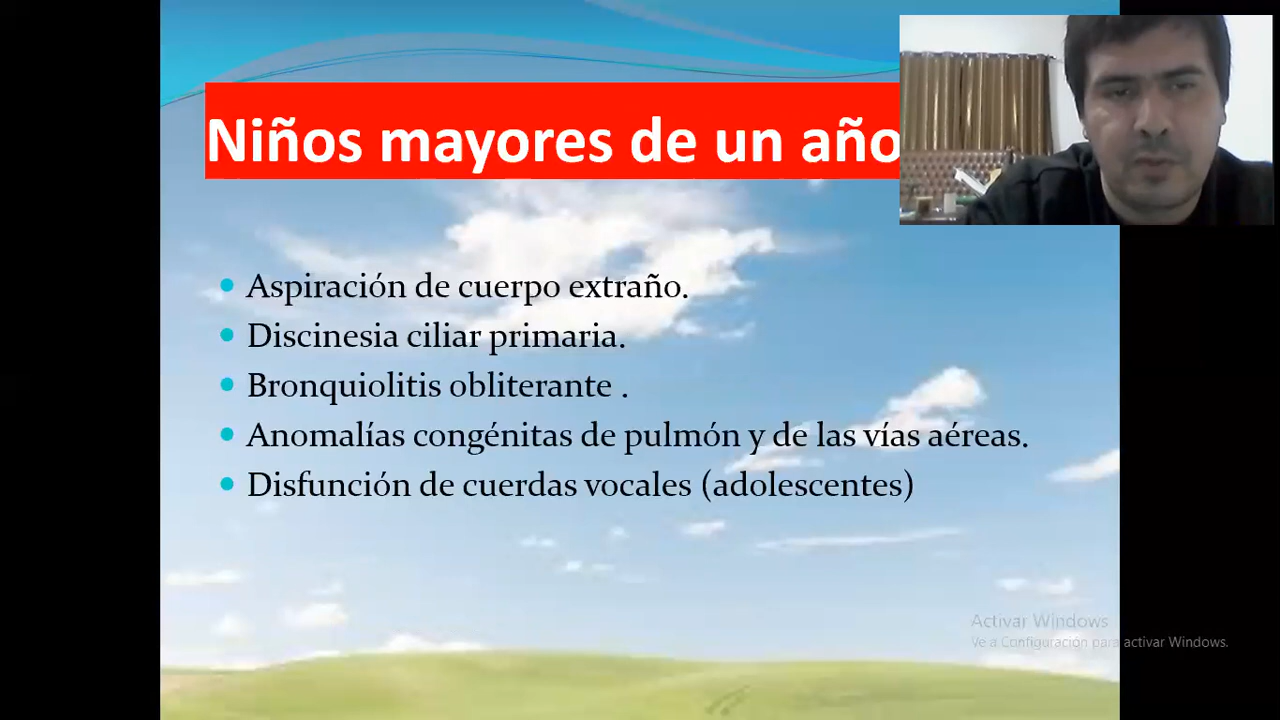 Niños mayores de un año
Aspiración de cuerpo extraño.
Discinesia ciliar primaria.
Bronquiolitis obliterante .
Anomalías congénitas de pulmón y de las vías aéreas.
Disfunción de cuerdas vocales (adolescentes)
Activar Windows
Ve a Configuración para activar Windows.